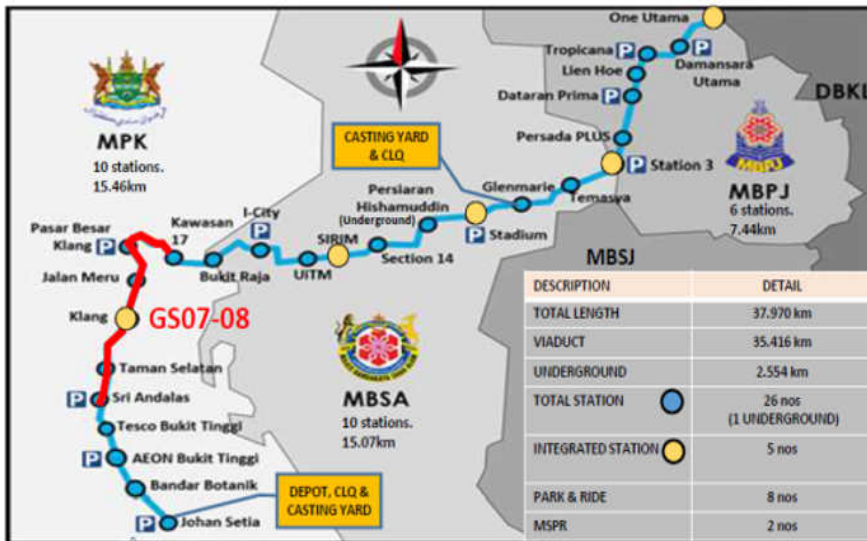 One Utama
Tropicana P
P
Damansara
Utama
Lien Hoe
DBKL
Dataran Prima P
MPK
10 stations.
15.46km
CASTING YARD
& CLQ
Persada PLUS
P Station 3
MBPJ
MBPJ
6 stations.
7.44km
Persiaran
Hishamuddin
(Underground)
Glenmarie
Temasya
I-City
P
Kawasan
17
Pasar Besar
Klang P
SIRIM
P
Stadium
Bukit Raja
UiTM
Section 14
MBSJ
Jalan Meru
Klang
GS07-08
Taman Selatan
P Sri Andalas
MBSA
10 stations.
15.07km
Tesco Bukit Tinggi
P AEON Bukit Tinggi
Bandar Botanik
P Johan Setia
DEPOT, CLQ &
CASTING YARD
DESCRIPTION DETAIL
TOTAL LENGTH 37.970 km
VIADUCT 35.416 km
UNDERGROUND 2.554 km
TOTAL STATION 26 nos
(1 UNDERGROUND)
INTEGRATED STATION 5 nos
PARK & RIDE 8 nos
MSPR 2 nos